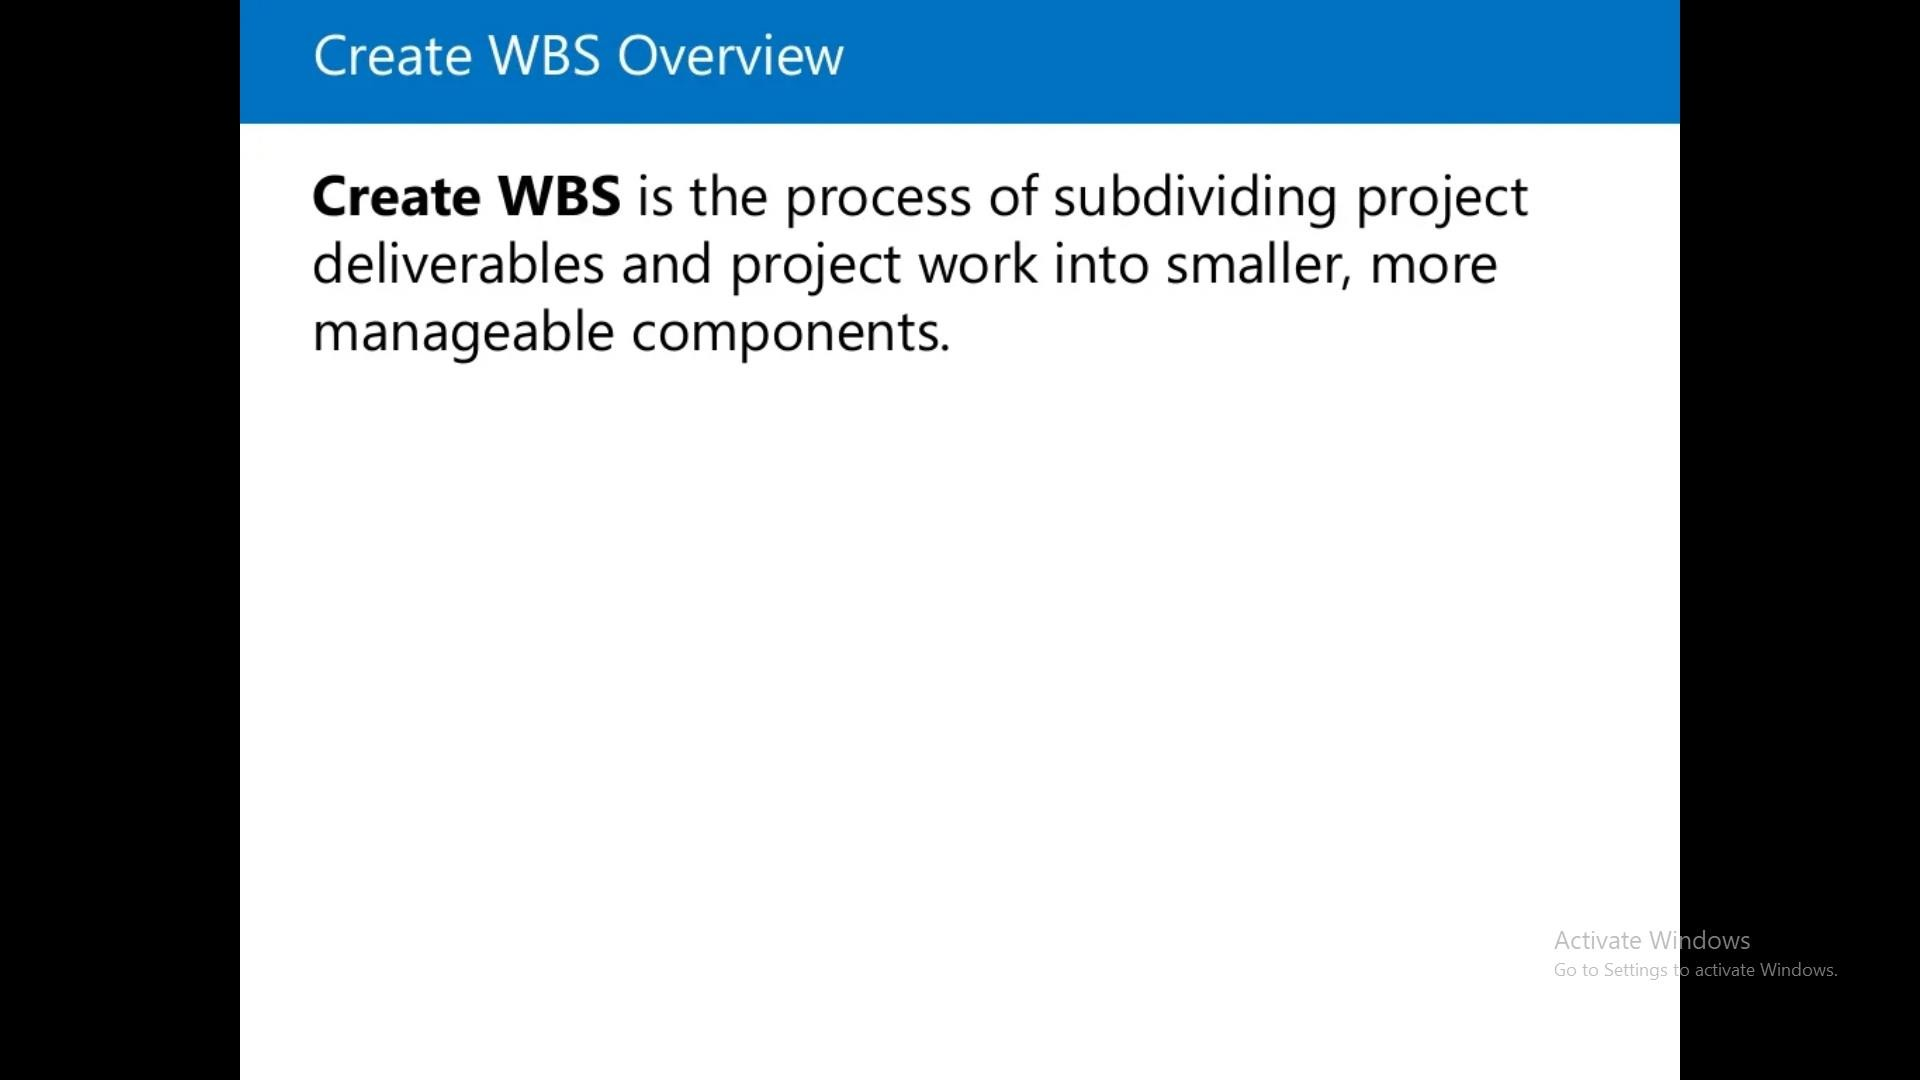 Create WBS Overview
Create WBS is the process of subdividing project
deliverables and project work into smaller, more
manageable components.
Activate Windows
Go to Settings to activate Windows.